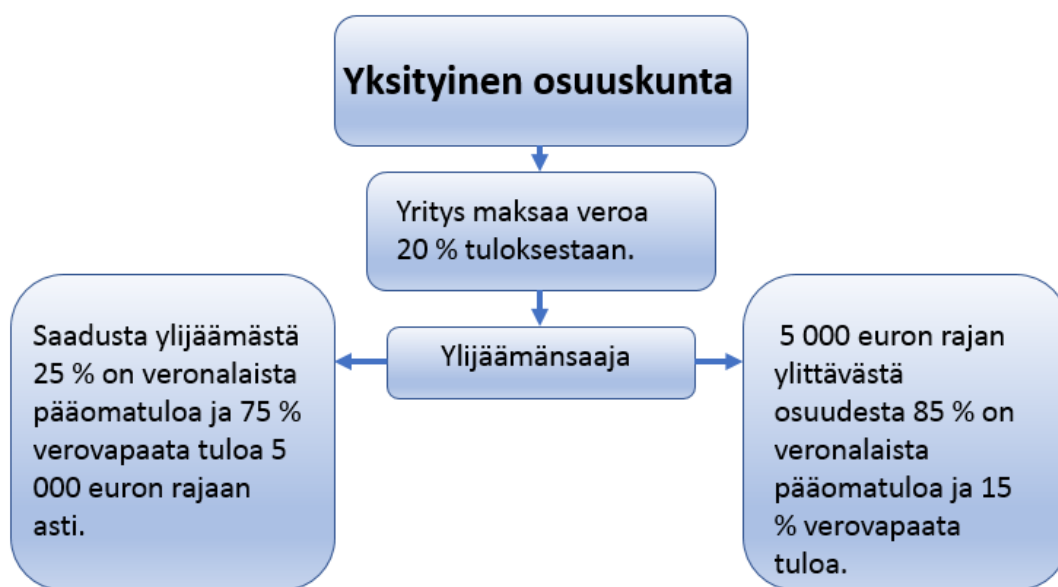 Yksityinen osuuskunta
Yritys maksaa veroa
20 % tuloksestaan.
Saadusta ylijäämästä
25 % on veronalaista
pääomatuloa ja 75 %
verovapaata tuloa 5
000 euron rajaan
asti.
Ylijäämänsaaja
5 000 euron rajan
ylittävästä
osuudesta 85 % on
veronalaista
pääomatuloa ja 15
% verovapaata
tuloa.